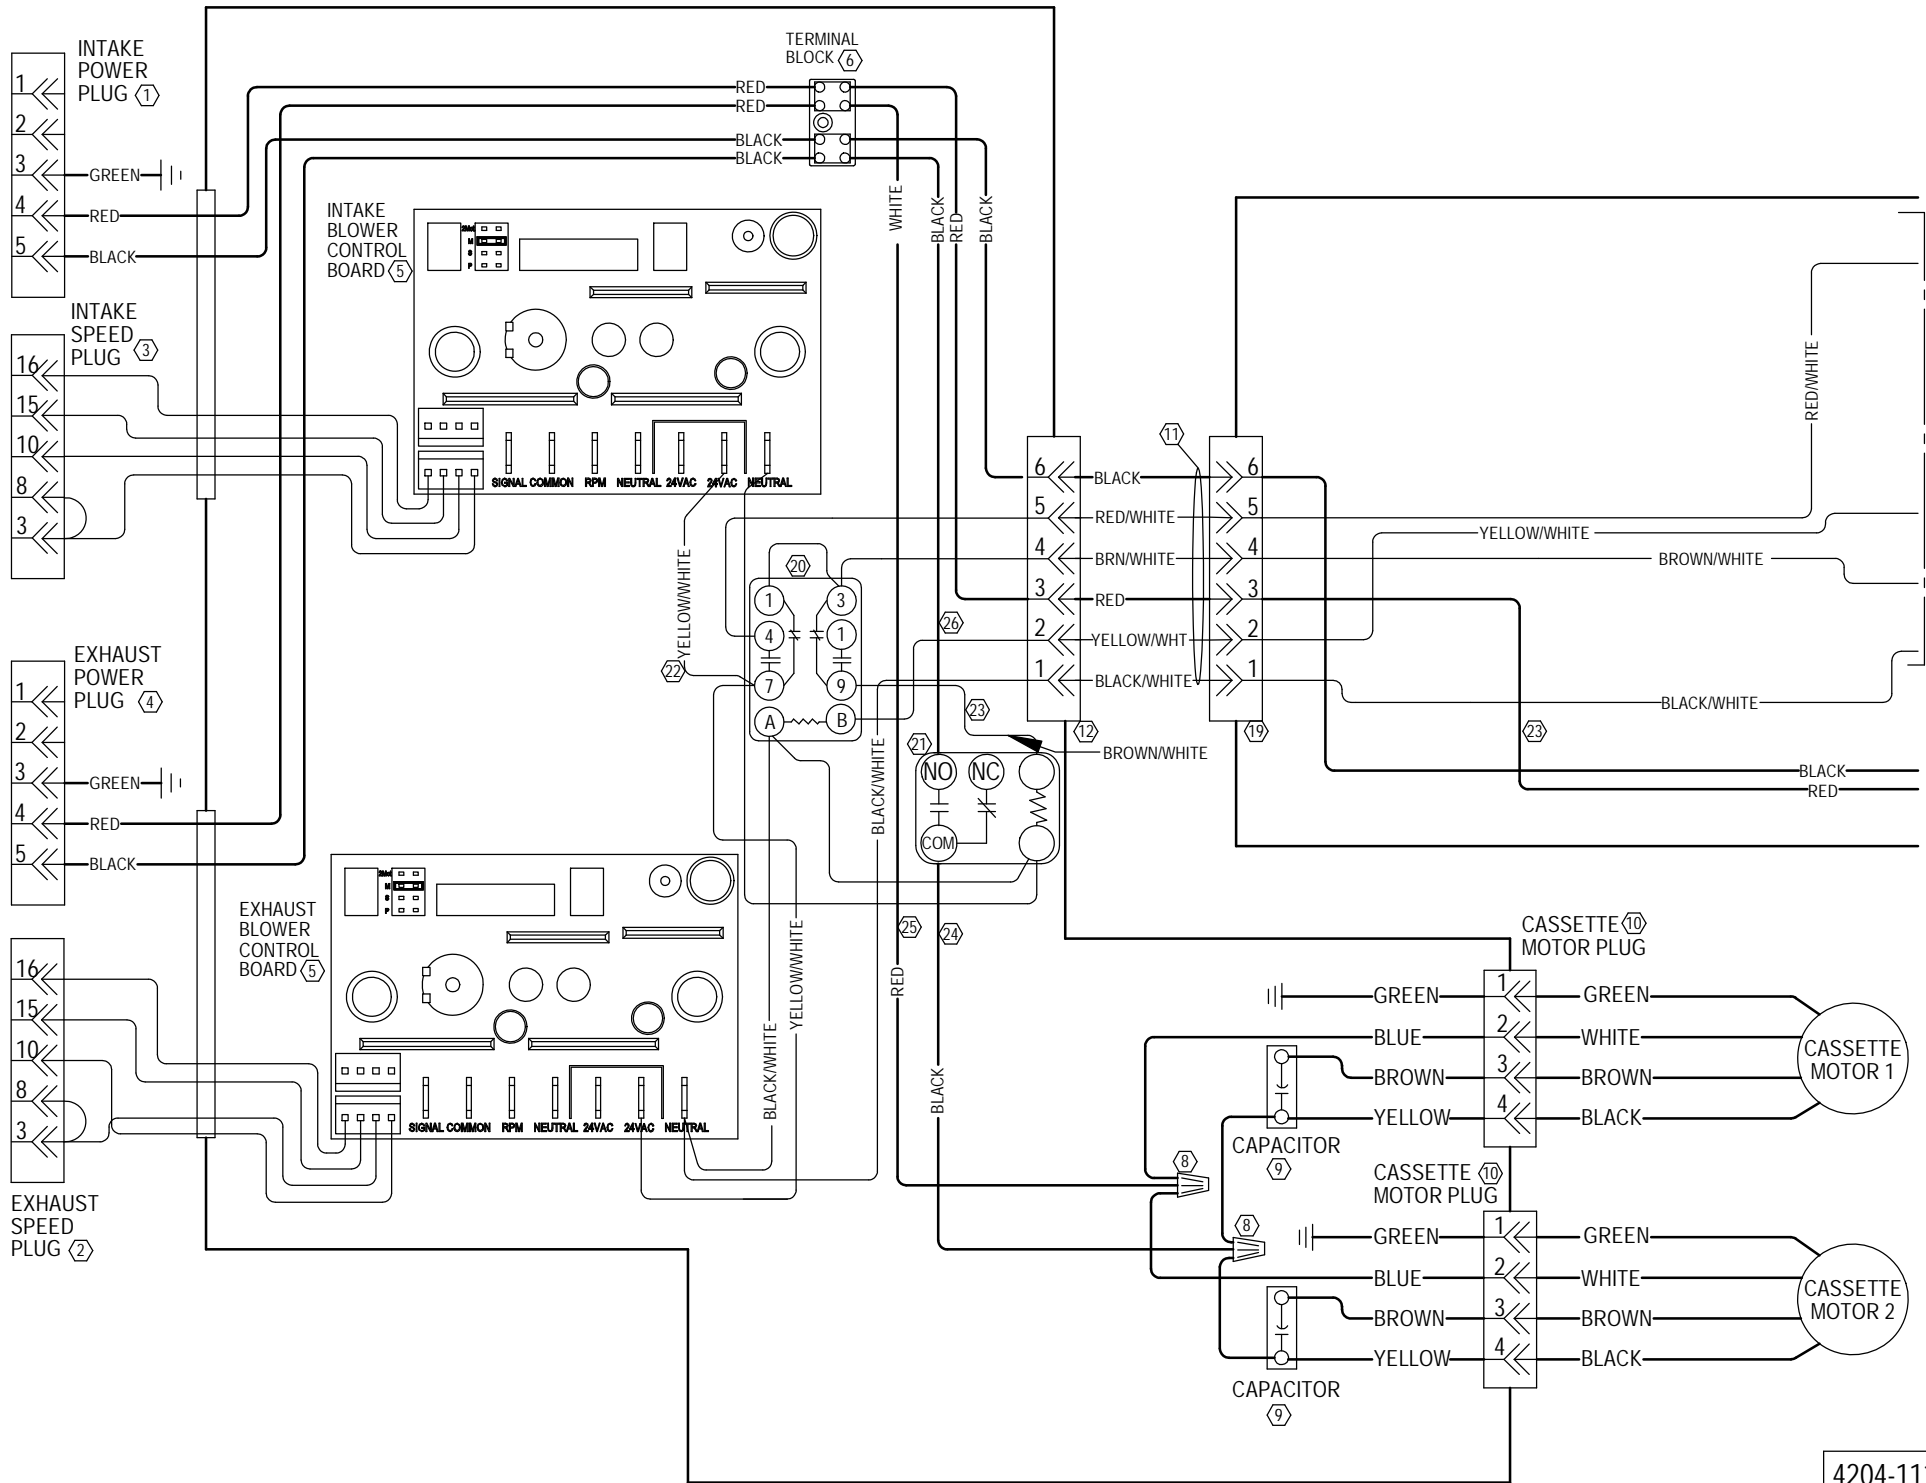 INTAKE
POWER
PLUG 1
1
2
3
4
5
GREEN
RED
BLACK
INTAKE
SPEED
PLUG 3
16
15
10
8
3
EXHAUST
POWER
PLUG 4
1
2
3
4
5
GREEN
RED
BLACK
16
15
10
8
3
EXHAUST
SPEED
PLUG 2
TERMINAL
BLOCK 6
RED
RED
BLACK
BLACK
WHITE
BLACK
RED
BLACK
INTAKE
BLOWER
CONTROL
BOARD 5
M
S
P
SIGNAL COMMON RPM NEUTRAL 24VAC 24VAC NEUTRAL
YELLOW/WHITE
22
20
1 3
4 1
7 9
A B
26
23
21
NO NC
COM
BROWN/WHITE
BLACK/WHITE
EXHAUST
BLOWER
CONTROL
BOARD 5
M
S
P
SIGNAL COMMON RPM NEUTRAL 24VAC 24VAC NEUTRAL
BLACK/WHITE
YELLOW/WHITE
25
24
RED
BLACK
11
6 BLACK 6
5 RED/WHITE 5
4 BRN/WHITE 4
3 RED 3
2 YELLOW/WHT 2
1 BLACK/WHITE 1
12
19
RED/WHITE
YELLOW/WHITE
BROWN/WHITE
BLACK/WHITE
23
BLACK
RED
CASSETTE 10
MOTOR PLUG
GREEN 1 GREEN
BLUE 2 WHITE
BROWN 3 BROWN
YELLOW 4 BLACK
CASSETTE
MOTOR 1
CAPACITOR
9
8
CASSETTE 10
MOTOR PLUG
8
GREEN 1 GREEN
BLUE 2 WHITE
BROWN 3 BROWN
YELLOW 4 BLACK
CASSETTE
MOTOR 2
CAPACITOR
9